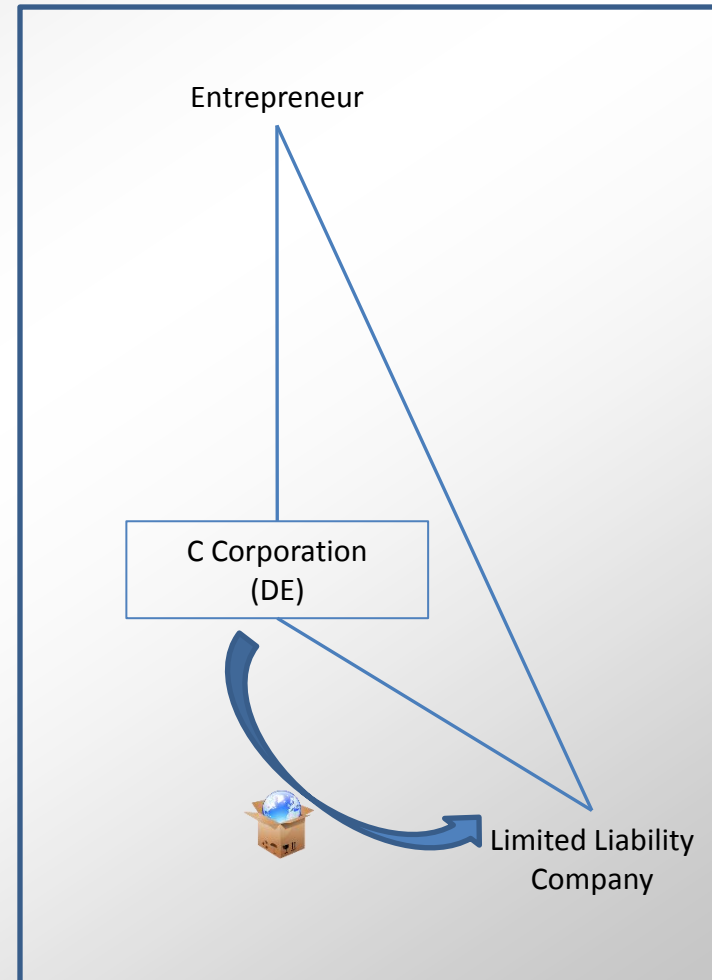 Entrepreneur
C Corporation
(DE)
Limited Liability
Company